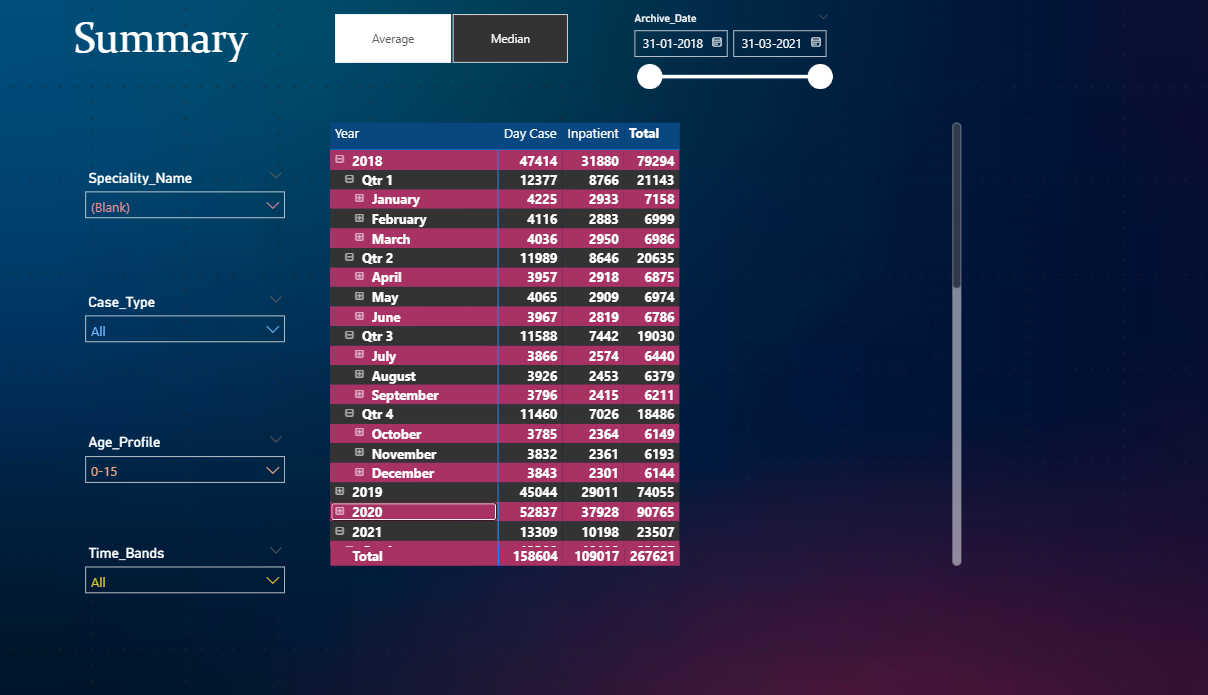 Summary
Average
Median
Archive_Date
31-01-2018
31-03-2021
Speciality_Name
(Blank)
Case_Type
All
Age_Profile
0-15
Time_Bands
All
Year Day Case Inpatient Total
2018 47414 31880 79294
Qtr 1 12377 8766 21143
January 4225 2933 7158
February 4116 2883 6999
March 4036 2950 6986
Qtr 2 11989 8646 20635
April 3957 2918 6875
May 4065 2909 6974
June 3967 2819 6786
Qtr 3 11588 7442 19030
July 3866 2574 6440
August 3926 2453 6379
September 3796 2415 6211
Qtr 4 11460 7026 18486
October 3785 2364 6149
November 3832 2361 6193
December 3843 2301 6144
2019 45044 29011 74055
2020 52837 37928 90765
2021 13309 10198 23507
Total 158604 109017 267621